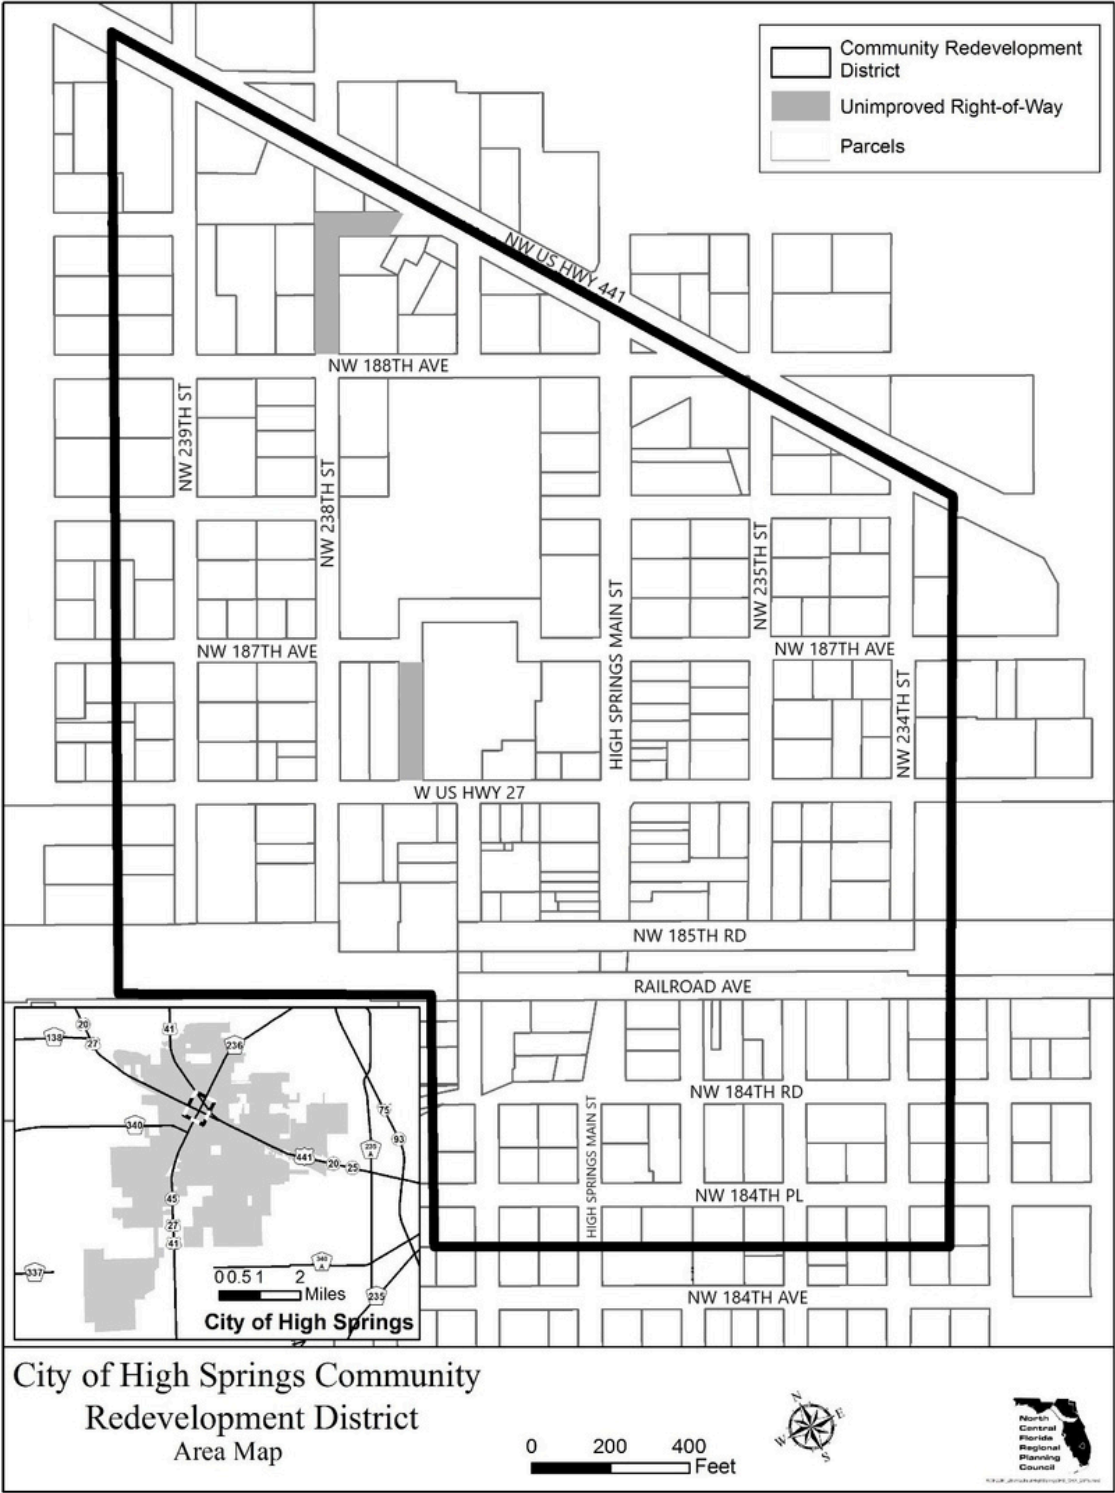 Community Redevelopment
District
Unimproved Right-of-Way
Parcels
NW US HWY 441
NW 188TH AVE
NW 239TH ST
NW 238TH ST
NW 235TH ST
HIGH SPRINGS MAIN ST
NW 187TH AVE
NW 187TH AVE
NW 234TH ST
W US HWY 27
NW 185TH RD
RAILROAD AVE
NW 184TH RD
HIGH SPRINGS MAIN ST
NW 184TH PL
NW 184TH AVE
20
41
138
27
236
340
75
93
235
A
441
20
25
45
27
41
340
A
337
235
0 0.5 1 2
Miles
City of High Springs
City of High Springs Community
Redevelopment District
Area Map
0 200 400
Feet
N
E
W
S
North
Central
Florida
Regional
Planning
Council